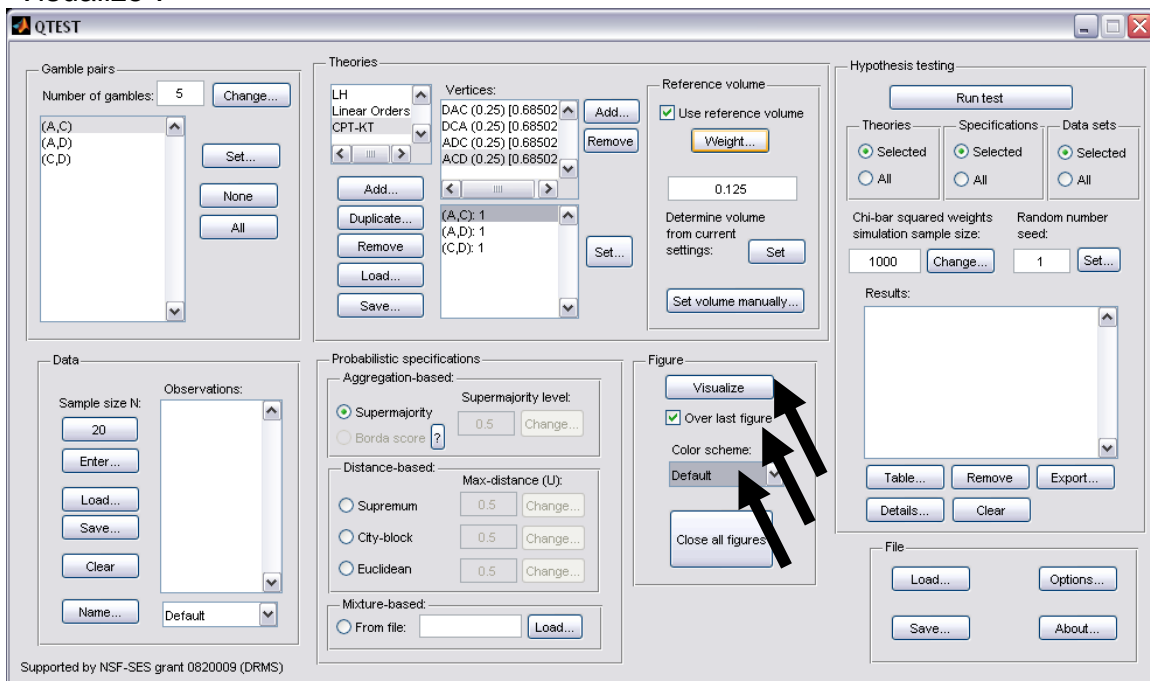 QTEST
Gamble pairs
Number of gambles: 5 Change...
(A,C)
(A,D)
(C,D)
Set...
None
All
Theories
LH
Linear Orders
CPT-KT
Add...
Duplicate...
Remove
Load...
Save...
Vertices:
DAC (0.25) [0.68502
DCA (0.25) [0.68502
ADC (0.25) [0.68502
ACD (0.25) [0.68502
Add...
Remove
(A,C): 1
(A,D): 1
(C,D): 1
Set...
Reference volume
Use reference volume
Weight...
0.125
Determine volume
from current
settings: Set
Set volume manually...
Hypothesis testing
Run test
Theories
Selected
All
Specifications
Selected
All
Data sets
Selected
All
Chi-bar squared weights
simulation sample size:
1000 Change...
Random number
seed:
1 Set...
Results:
Table... Remove Export...
Details... Clear
Data
Sample size N:
20
Enter...
Load...
Save...
Clear
Name...
Observations:
Default
Probabilistic specifications
Aggregation-based:
Supermajority
Borda score ?
Supermajority level:
0.5 Change...
Distance-based:
Max-distance (U):
Supremum 0.5 Change...
City-block 0.5 Change...
Euclidean 0.5 Change...
Mixture-based:
From file: Load...
Figure
Visualize
Over last figure
Color scheme:
Default
Close all figures
File
Load... Options...
Save... About...
Supported by NSF-SES grant 0820009 (DRMS)